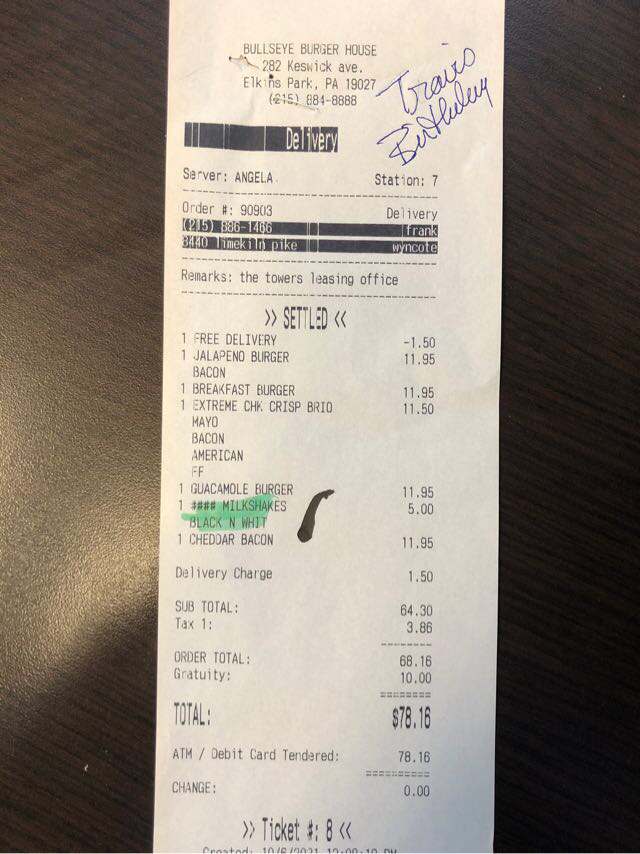 BULLSEYE BURGER HOUSE
282 Keswick ave.
Elkins Park, PA 19027
(215) 884-8888
Travis
Birthday
Delivery
Server: ANGELA Station: 7
Order #: 90903 Delivery
(215) 886-1466 frank
8440 limekiln pike wyncote
Remarks: the towers leasing office
>> SETTLED <<
1 FREE DELIVERY -1.50
1 JALAPENO BURGER 11.95
BACON
1 BREAKFAST BURGER 11.95
1 EXTREME CHK CRISP BRIO 11.50
MAYO
BACON
AMERICAN
FF
1 GUACAMOLE BURGER 11.95
1 #### MILKSHAKES 5.00
BLACK N WHIT
1 CHEDDAR BACON 11.95
Delivery Charge 1.50
SUB TOTAL: 64.30
Tax 1: 3.86
ORDER TOTAL: 68.16
Gratuity: 10.00
TOTAL: $78.16
ATM / Debit Card Tendered: 78.16
CHANGE: 0.00
>> Ticket #: 8 <<
Created: 10/6/2021